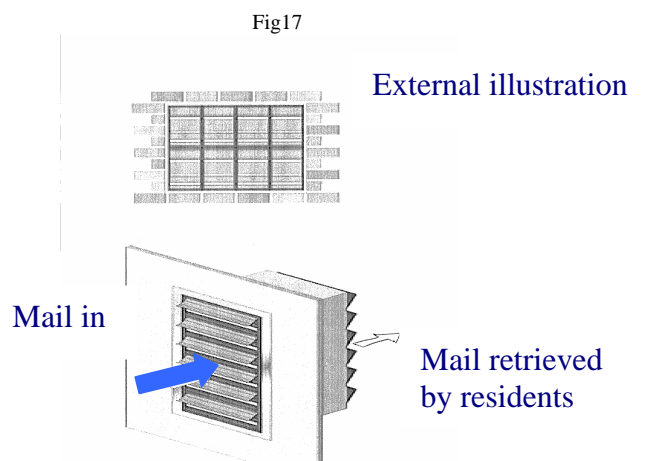 Fig17
External illustration
Mail in
Mail retrieved
by residents